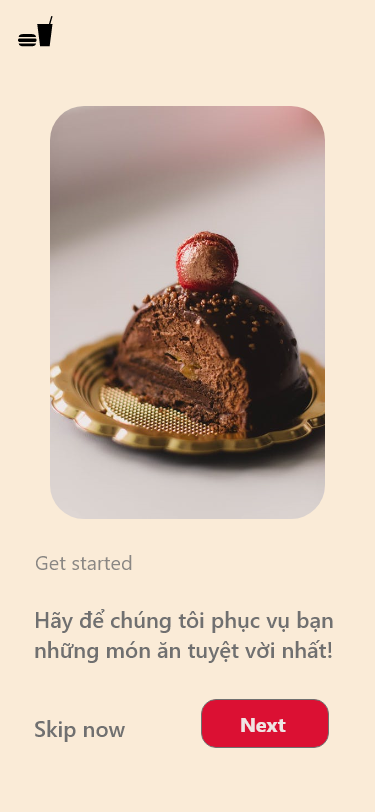 Get started
Hãy để chúng tôi phục vụ bạn
những món ăn tuyệt vời nhất!
Skip now
Next